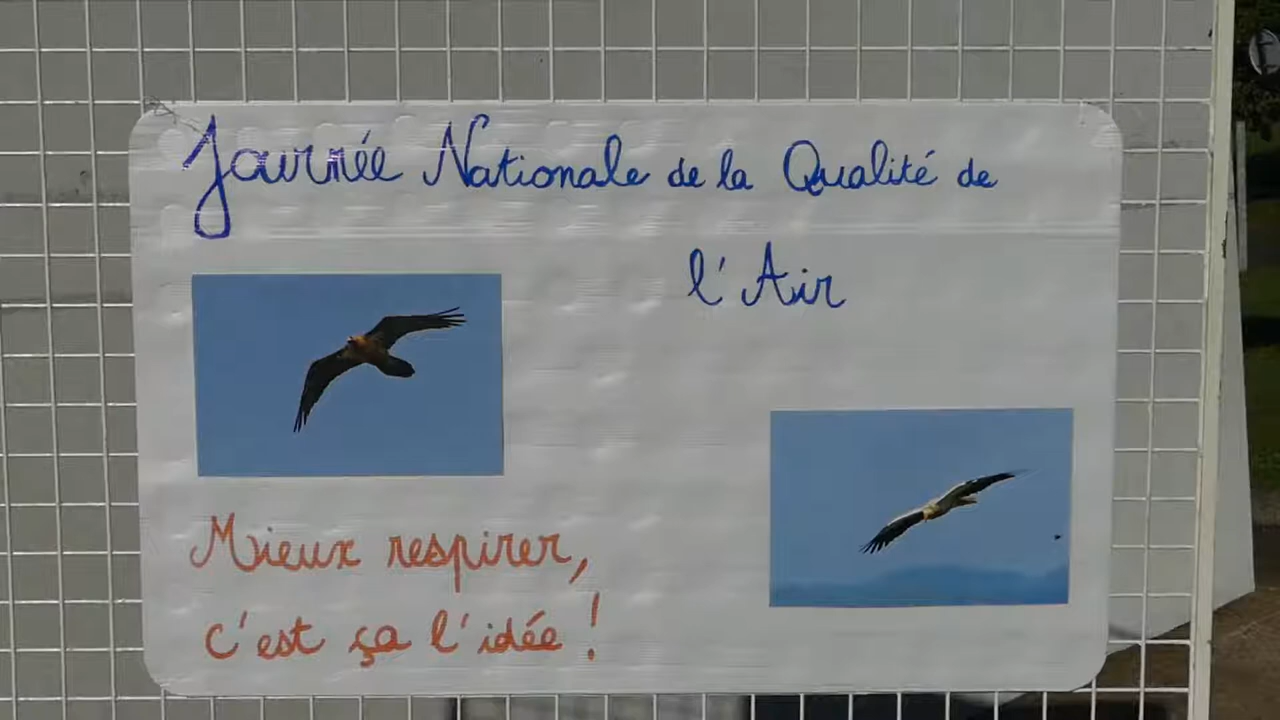 Journée Nationale de la Qualité de
l'Air
Mieux respirer,
c'est ça l'idée !